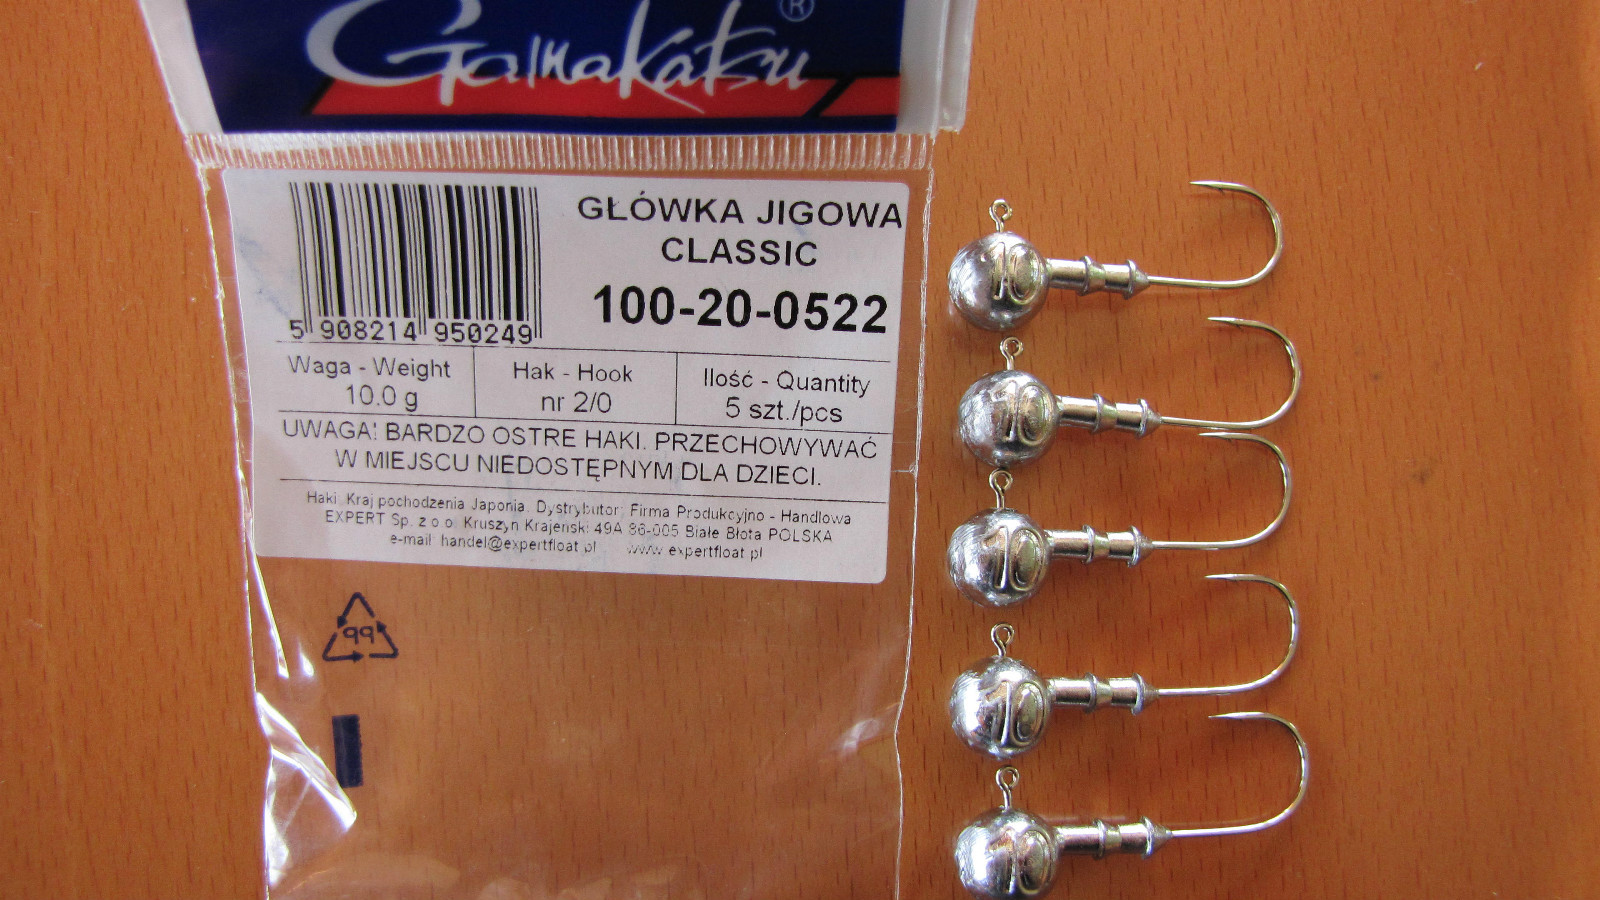 Gamakatsu ®
GŁÓWKA JIGOWA
CLASSIC
100-20-0522
5 908214 950249
Waga - Weight
10.0 g
Hak - Hook
nr 2/0
Ilość - Quantity
5 szt./pcs
UWAGA! BARDZO OSTRE HAKI. PRZECHOWYWAĆ
W MIEJSCU NIEDOSTĘPNYM DLA DZIECI.
Haki: Kraj pochodzenia Japonia. Dystrybutor: Firma Produkcyjno - Handlowa
EXPERT Sp. z o.o. Kruszyn Krajeńsk: 49A 86-005 Białe Błota POLSKA
e-mail: handel@expertfloat.pl www.expertfloat.pl
99
10
10
10
10
10